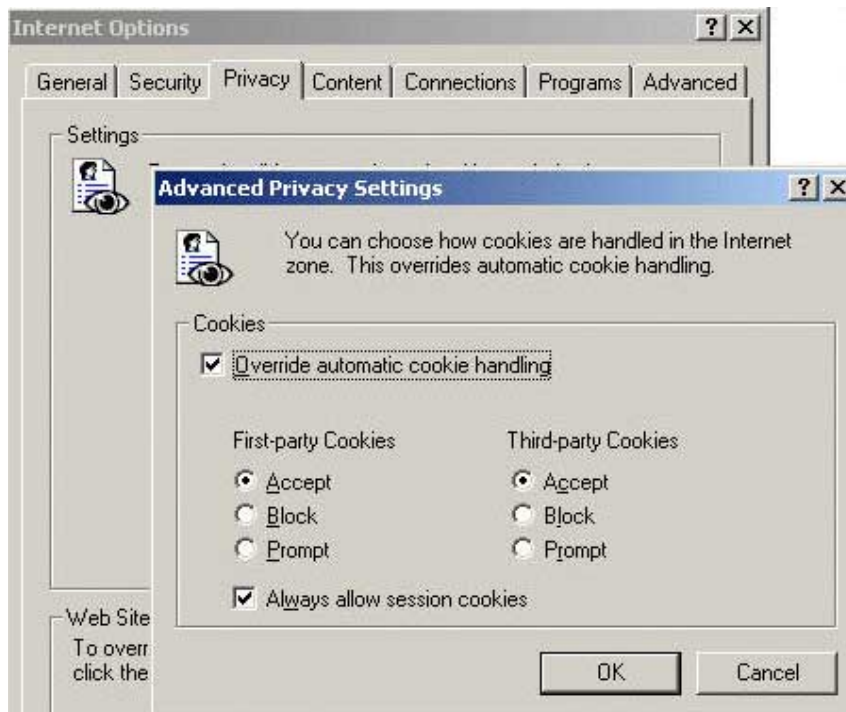 Internet Options
General Security Privacy Content Connections Programs Advanced
Settings
Advanced Privacy Settings
You can choose how cookies are handled in the Internet
zone. This overrides automatic cookie handling.
Cookies
Override automatic cookie handling
First-party Cookies Third-party Cookies
Accept Accept
Block Block
Prompt Prompt
Always allow session cookies
Web Site
To overr
click the
OK Cancel